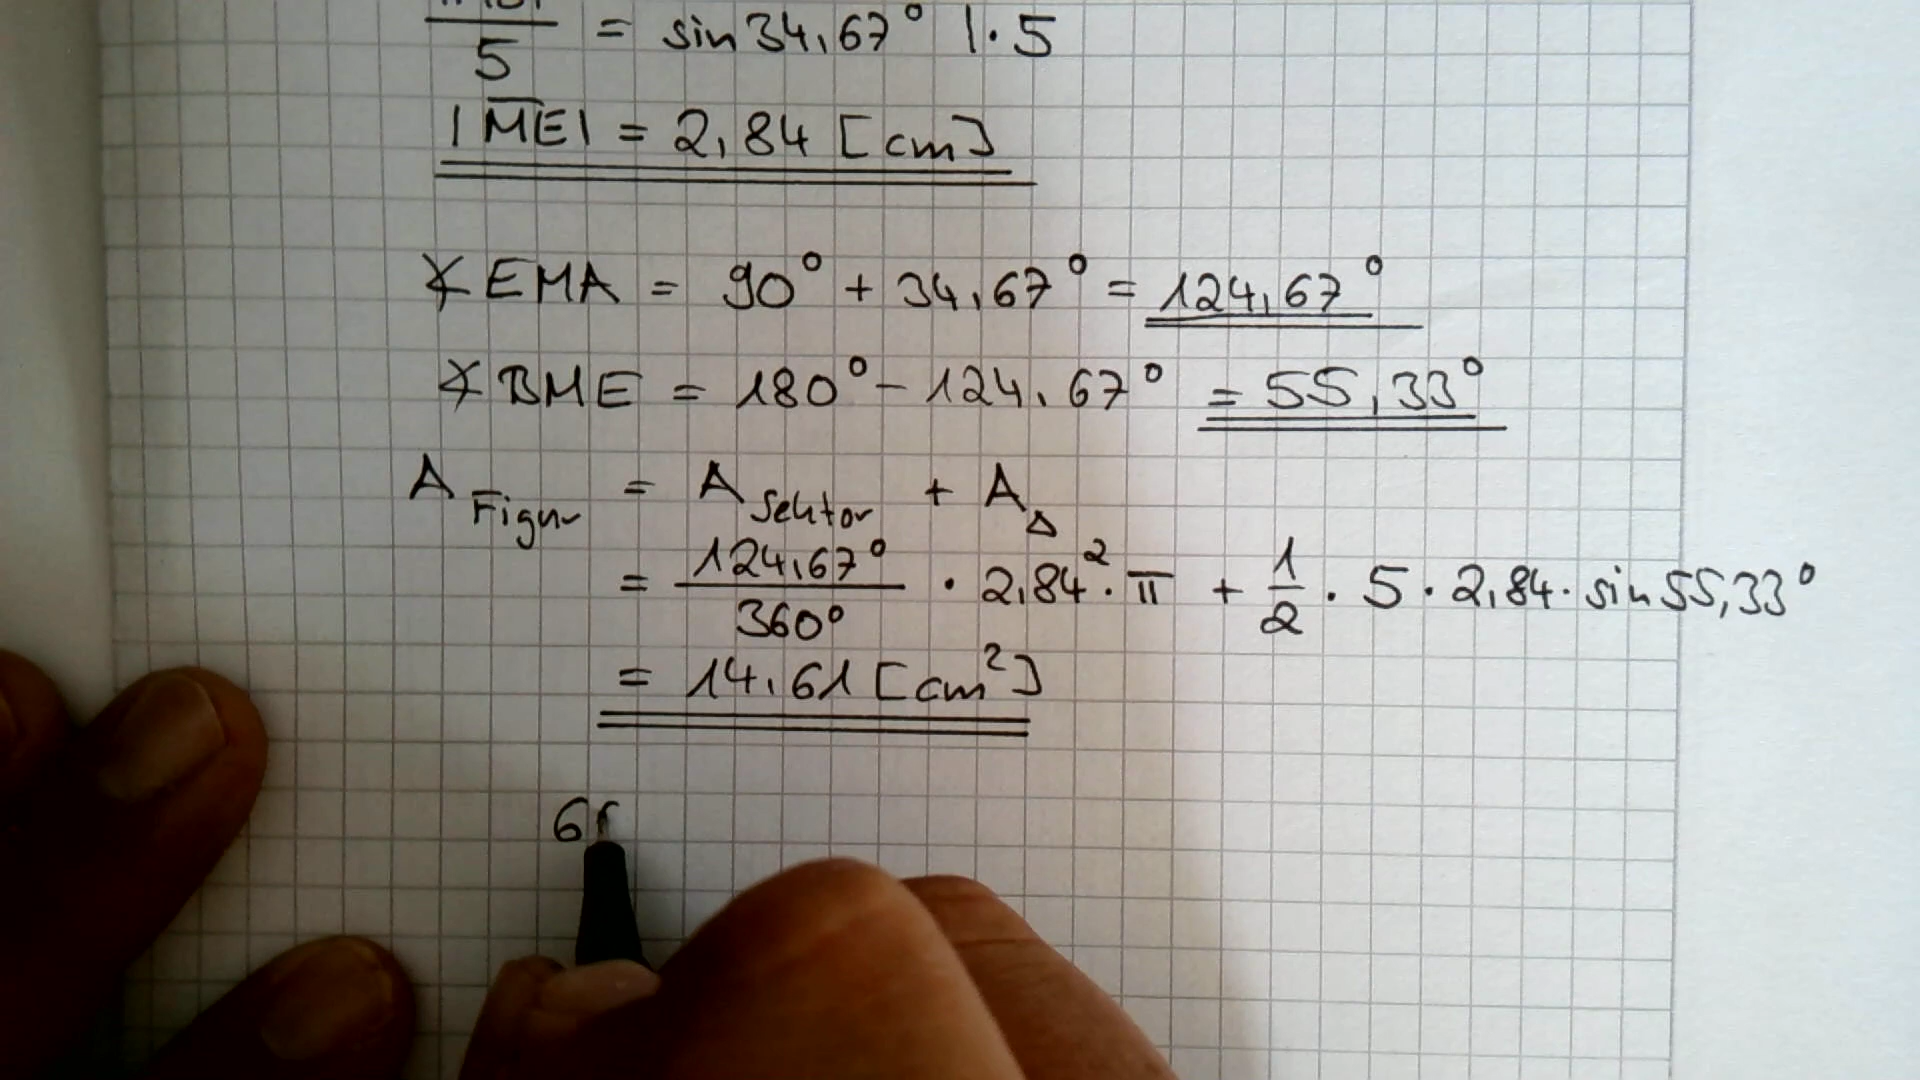 5 = sin 34,67° | · 5
|M̅E̅| = 2,84 [cm]
∢ EMA = 90° + 34,67° = 124,67°
∢ BME = 180° - 124,67° = 55,33°
A Figur = A Sektor + A Δ
= 124,67° / 360° · 2,84² · π + 1/2 · 5 · 2,84 · sin 55,33°
= 14,61 [cm²]
6